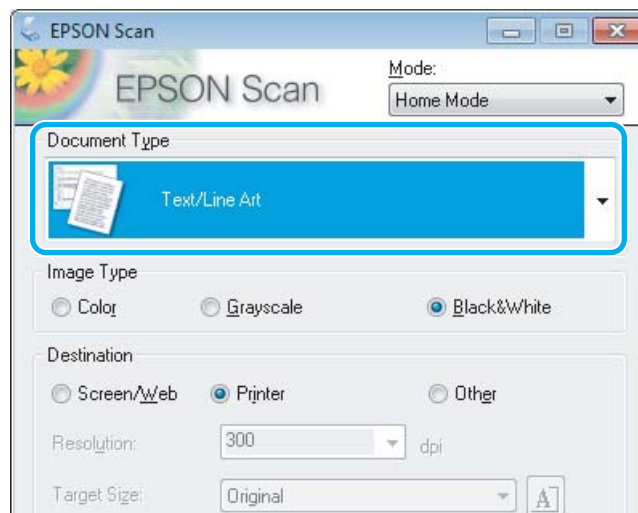 EPSON Scan
EPSON Scan
Mode:
Home Mode
Document Type
Text/Line Art
Image Type
Color Grayscale Black&White
Destination
Screen/Web Printer Other
Resolution: 300 dpi
Target Size: Original A